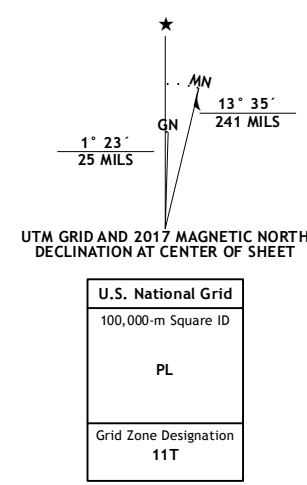 ★
MN
GN
13° 35´
241 MILS
1° 23´
25 MILS
UTM GRID AND 2017 MAGNETIC NORTH
DECLINATION AT CENTER OF SHEET
U.S. National Grid
100,000-m Square ID
PL
Grid Zone Designation
11T